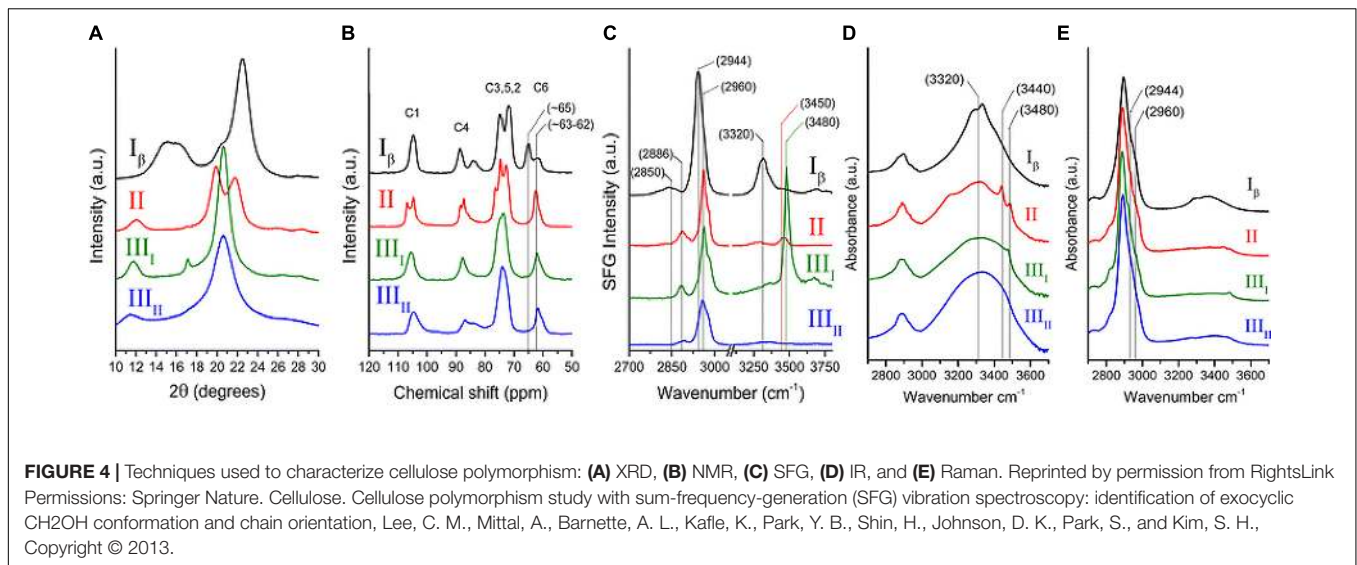 A
B
C
D
E
Intensity (a.u.)
Iβ
II
IIII
IIIII
10 12 14 16 18 20 22 24 26 28 30
2θ (degrees)
Intensity (a.u.)
C1
C4
C3,5,2
C6
(~65)
(~63-62)
Iβ
II
IIII
IIIII
120 110 100 90 80 70 60 50
Chemical shift (ppm)
SFG Intensity
(2944)
(2960)
(3450)
(3480)
(3320)
(2886)
(2850)
Iβ
II
IIII
IIIII
2700 2850 3000 3250 3500 3750
Wavenumber (cm-1)
Absorbance (a.u.)
(3320)
(3440)
(3480)
Iβ
II
IIII
IIIII
2800 3000 3200 3400 3600
Wavenumber cm-1
Absorbance (a.u.)
(2944)
(2960)
Iβ
II
IIII
IIIII
2800 3000 3200 3400 3600
Wavenumber cm-1
FIGURE 4 | Techniques used to characterize cellulose polymorphism: (A) XRD, (B) NMR, (C) SFG, (D) IR, and (E) Raman. Reprinted by permission from RightsLink
Permissions: Springer Nature. Cellulose. Cellulose polymorphism study with sum-frequency-generation (SFG) vibration spectroscopy: identification of exocyclic
CH2OH conformation and chain orientation, Lee, C. M., Mittal, A., Barnette, A. L., Kafle, K., Park, Y. B., Shin, H., Johnson, D. K., Park, S., and Kim, S. H.,
Copyright © 2013.